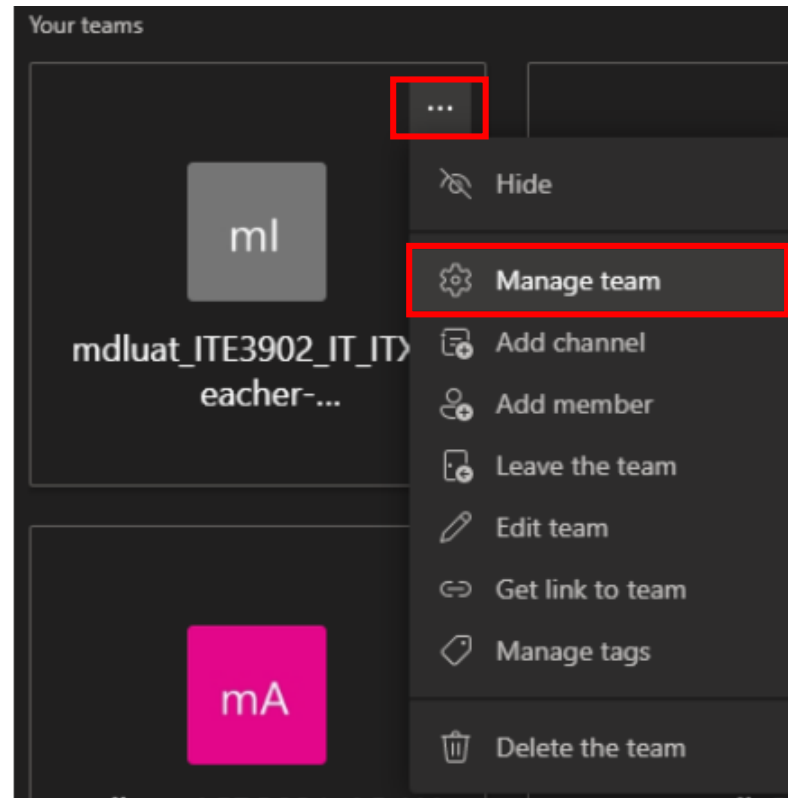 Your teams
...
Hide
ml
Manage team
mdluat_ITE3902_IT_IT
Add channel
eacher-...
Add member
Leave the team
Edit team
Get link to team
Manage tags
mA
Delete the team